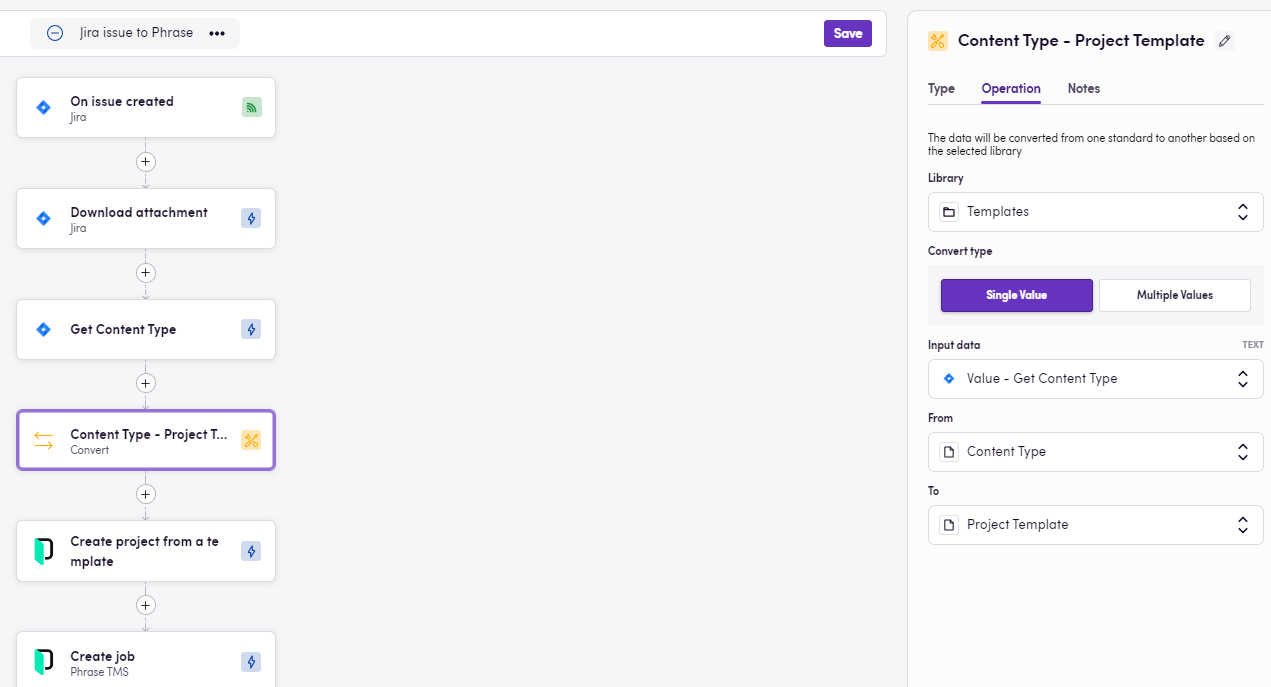 Jira issue to Phrase
Save
On issue created
Jira
Download attachment
Jira
Get Content Type
Content Type - Project T...
Convert
Create project from a te
mplate
Create job
Phrase TMS
Content Type - Project Template
Type Operation Notes
The data will be converted from one standard to another based on
the selected library
Library
Templates
Convert type
Single Value Multiple Values
Input data TEXT
Value - Get Content Type
From
Content Type
To
Project Template